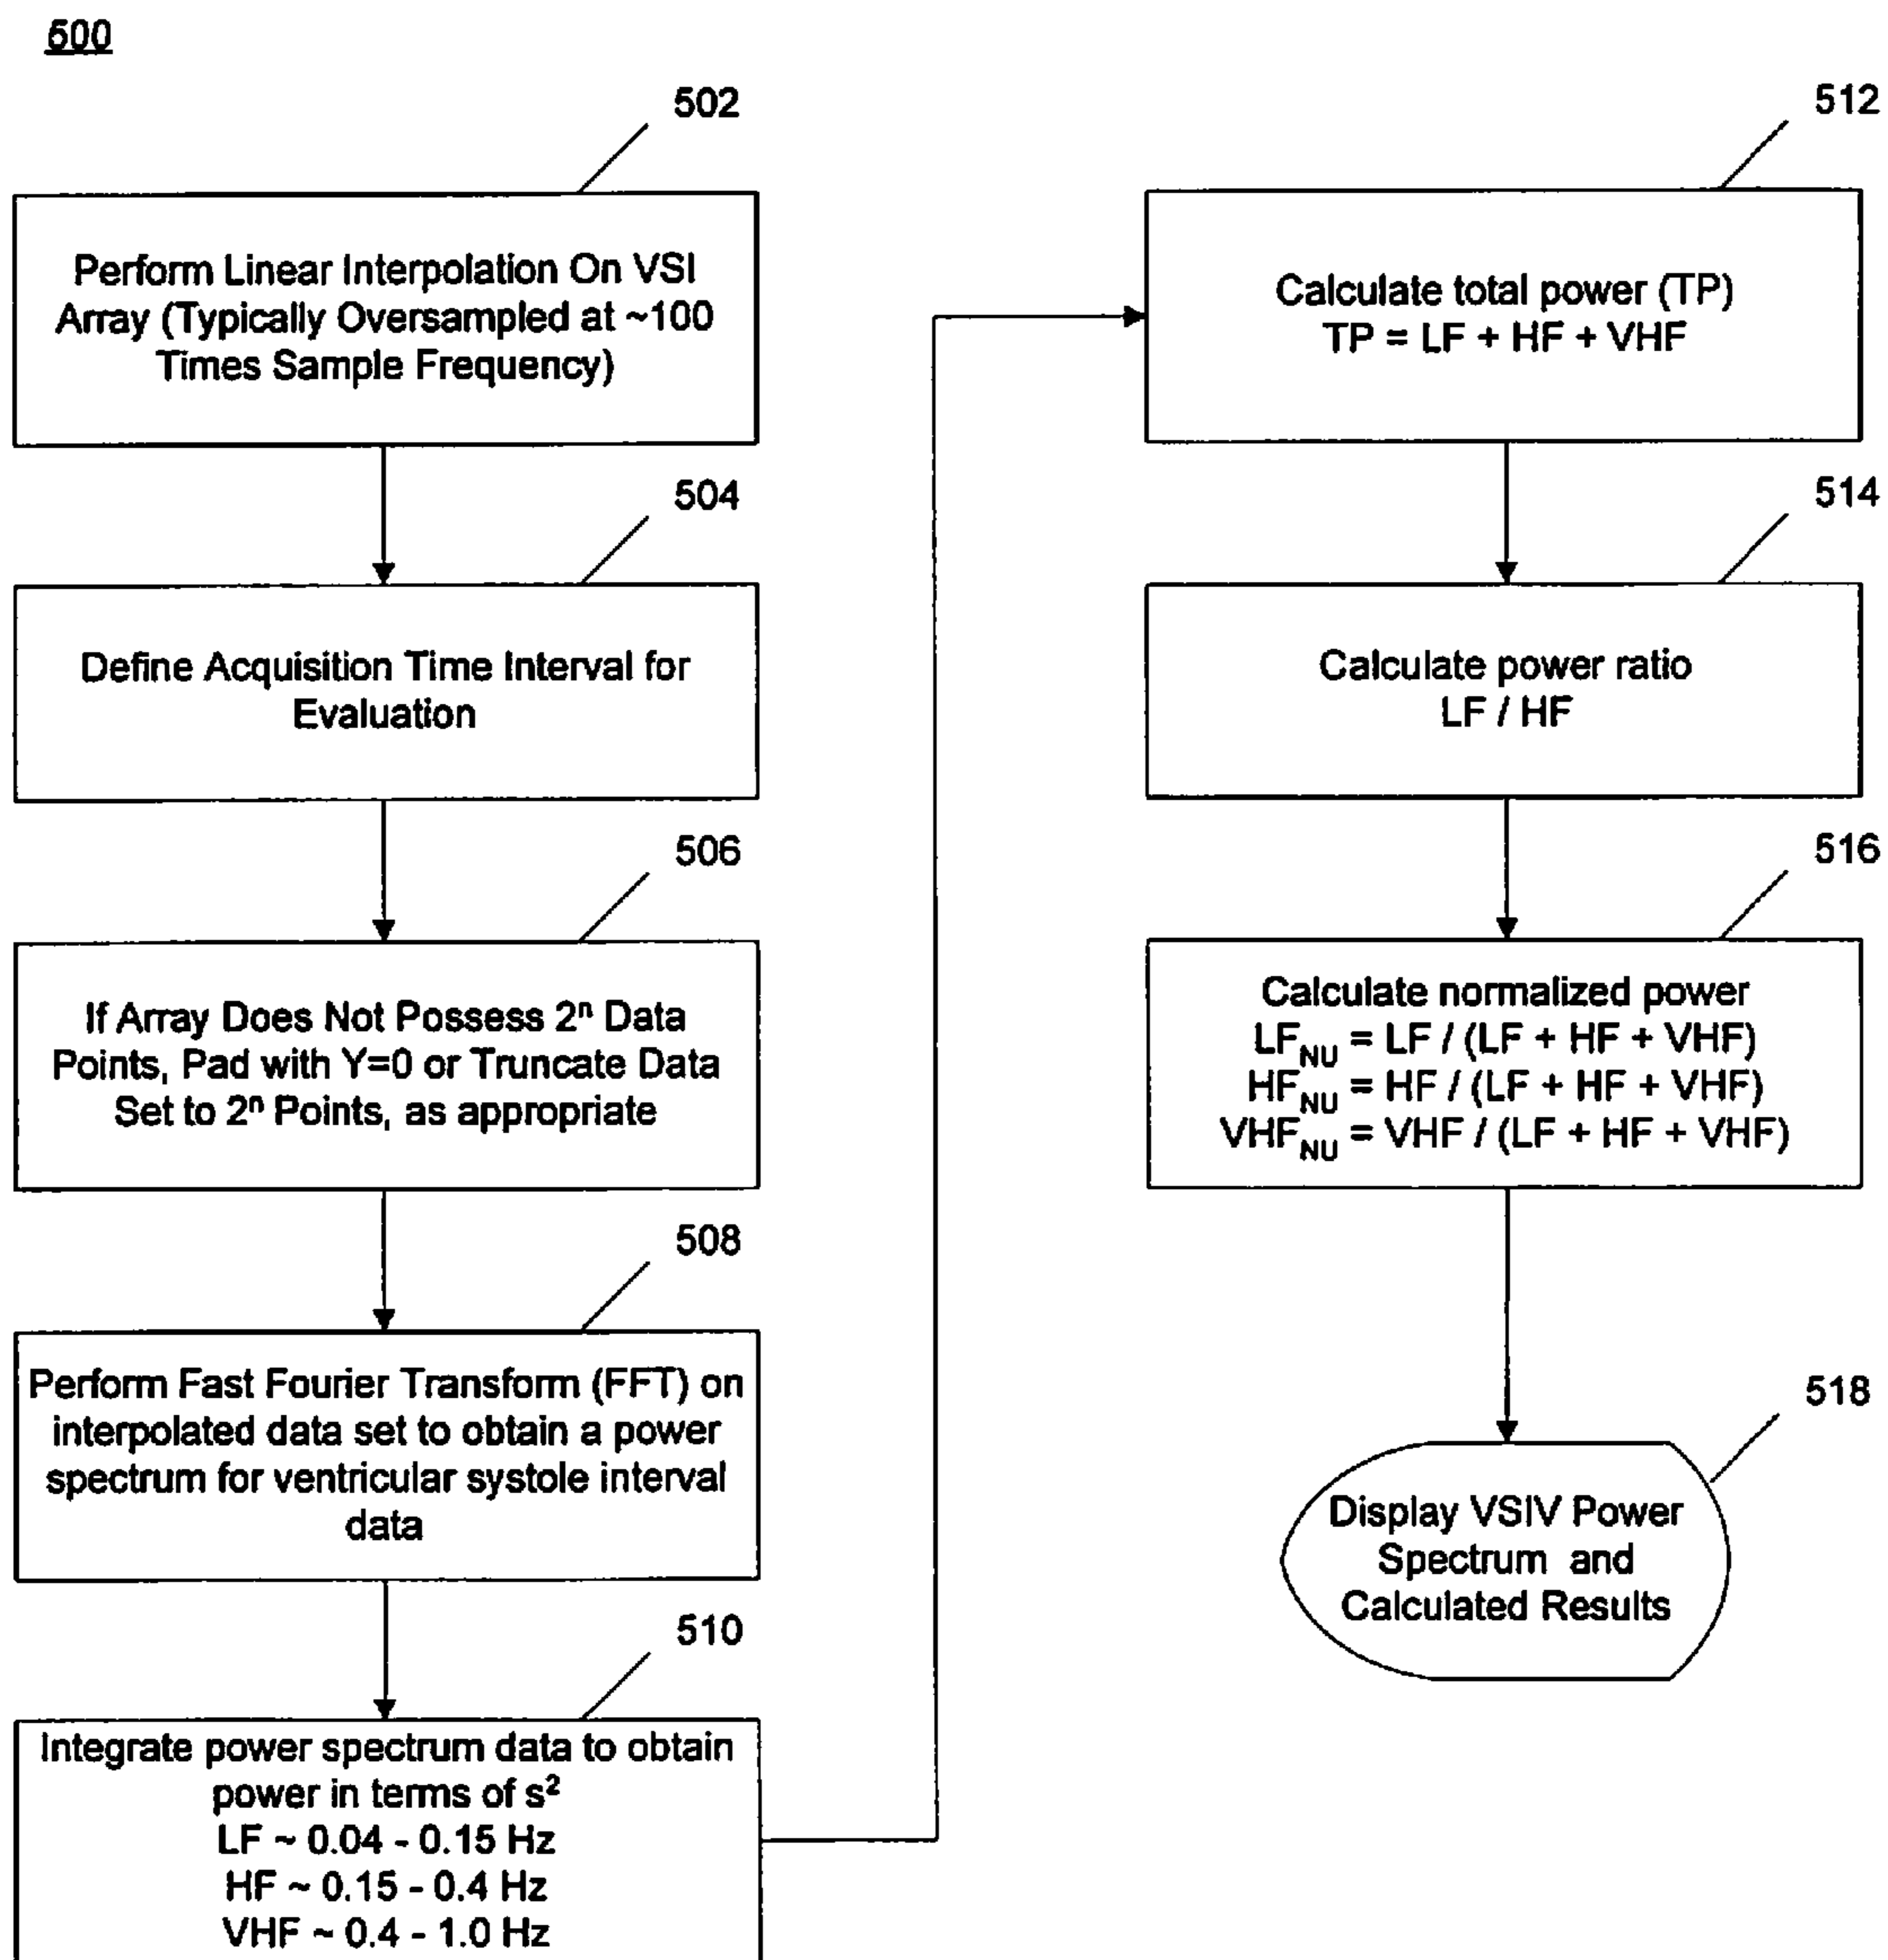 500
502
Perform Linear Interpolation On VSI
Array (Typically Oversampled at ~100
Times Sample Frequency)
504
Define Acquisition Time Interval for
Evaluation
506
If Array Does Not Possess 2ⁿ Data
Points, Pad with Y=0 or Truncate Data
Set to 2ⁿ Points, as appropriate
508
Perform Fast Fourier Transform (FFT) on
interpolated data set to obtain a power
spectrum for ventricular systole interval
data
510
Integrate power spectrum data to obtain
power in terms of s²
LF ~ 0.04 - 0.15 Hz
HF ~ 0.15 - 0.4 Hz
VHF ~ 0.4 - 1.0 Hz
512
Calculate total power (TP)
TP = LF + HF + VHF
514
Calculate power ratio
LF / HF
516
Calculate normalized power
LF_NU = LF / (LF + HF + VHF)
HF_NU = HF / (LF + HF + VHF)
VHF_NU = VHF / (LF + HF + VHF)
518
Display VSIV Power
Spectrum and
Calculated Results